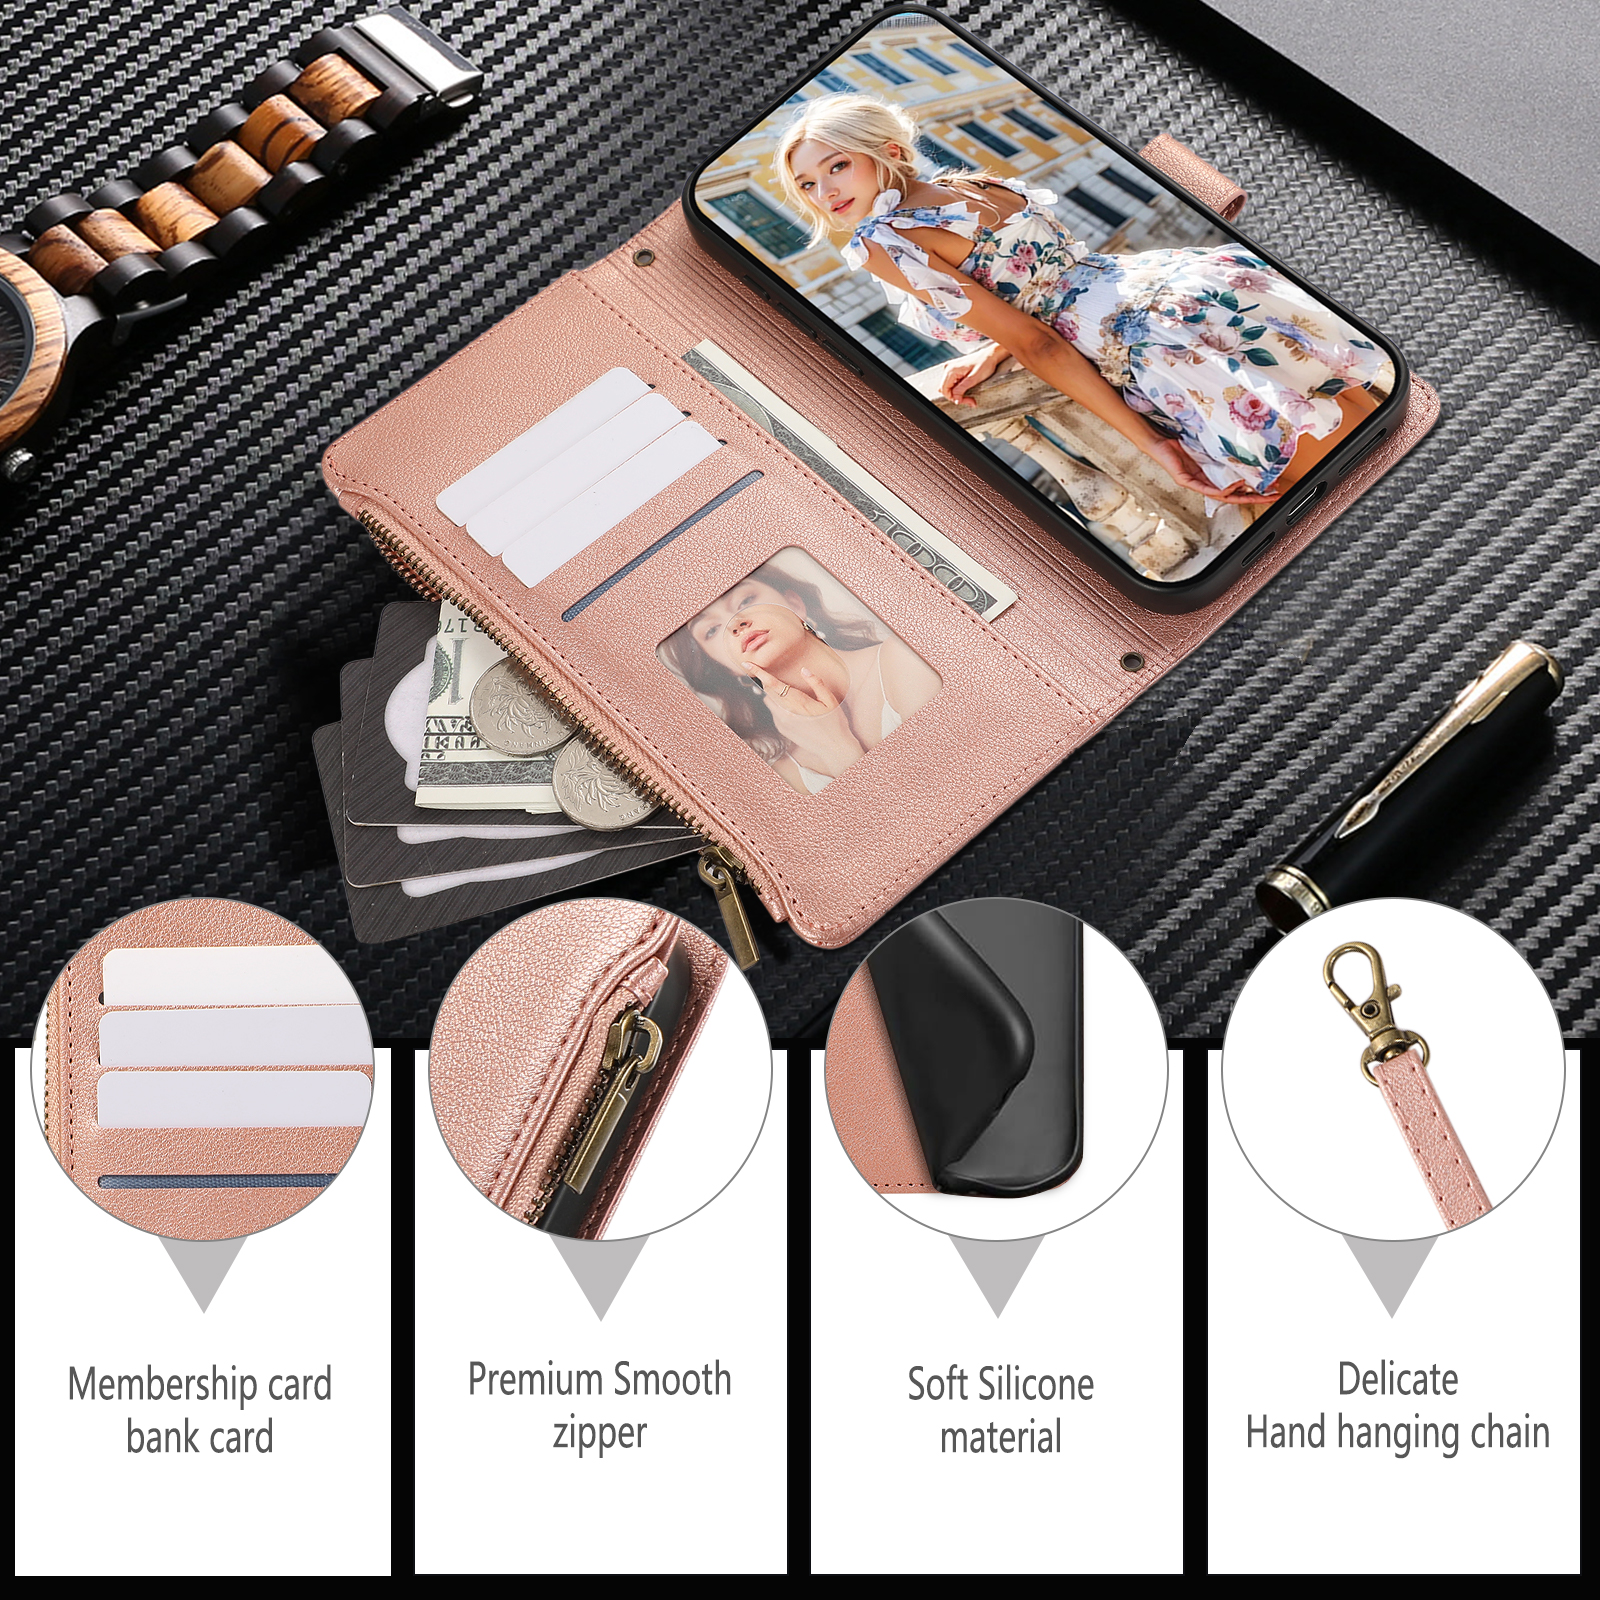 Membership card
bank card
Premium Smooth
zipper
Soft Silicone
material
Delicate
Hand hanging chain